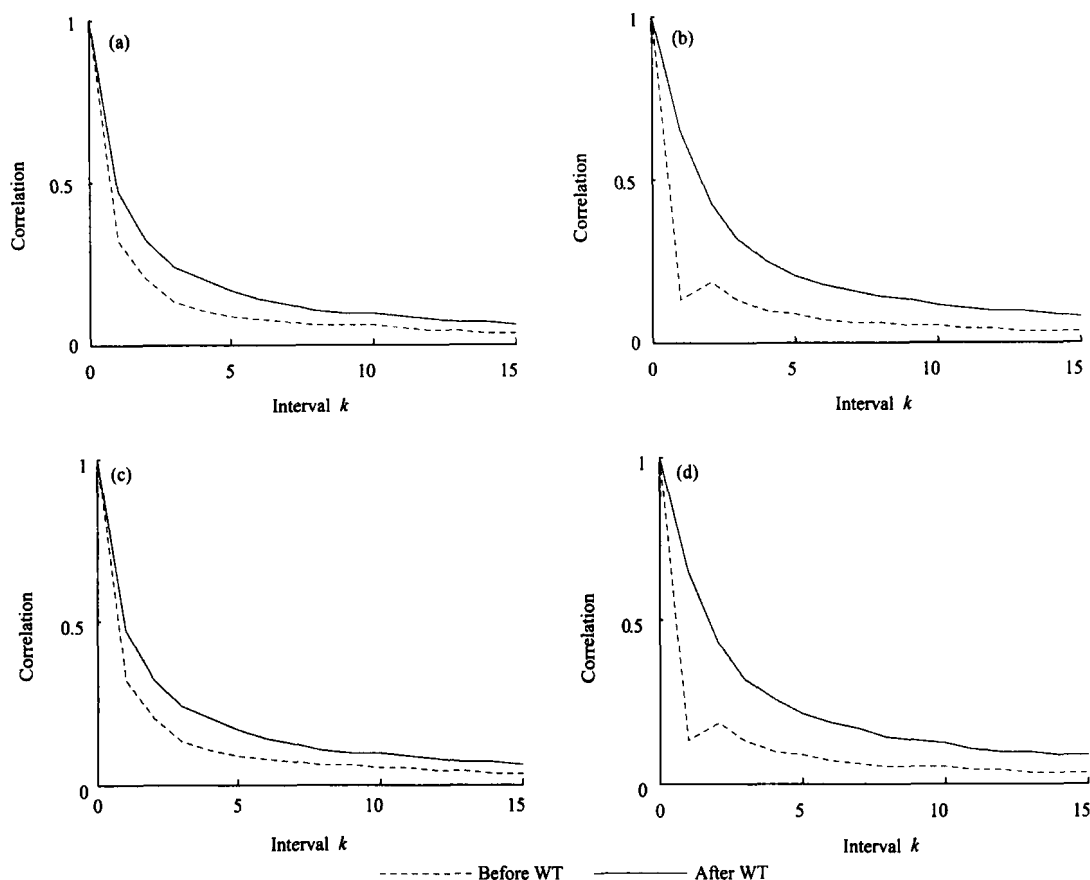 1
(a)
Correlation
0.5
0
0
5
10
15
Interval k
1
(b)
Correlation
0.5
0
0
5
10
15
Interval k
1
(c)
Correlation
0.5
0
0
5
10
15
Interval k
1
(d)
Correlation
0.5
0
0
5
10
15
Interval k
Before WT
After WT